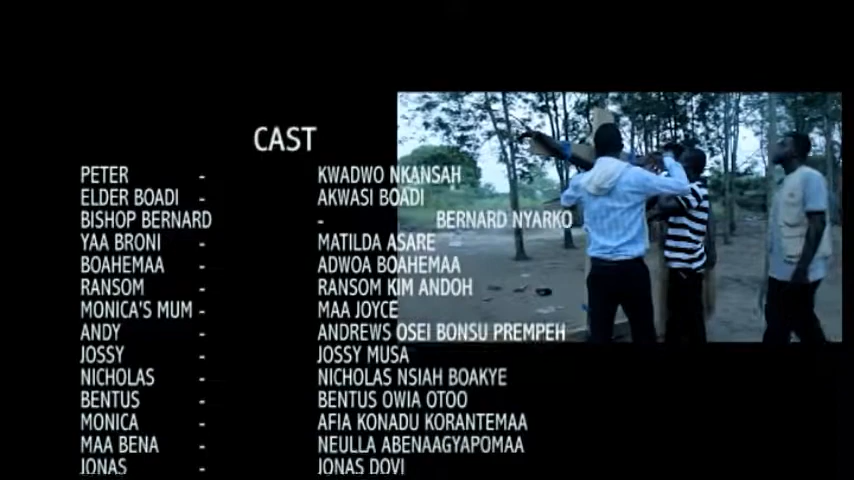 CAST
PETER - KWADWO NKANSAH
ELDER BOADI - AKWASI BOADI
BISHOP BERNARD - BERNARD NYARKO
YAA BRONI - MATILDA ASARE
BOAHEMAA - ADWOA BOAHEMAA
RANSOM - RANSOM KIM ANDOH
MONICA'S MUM - MAA JOYCE
ANDY - ANDREWS OSEI BONSU PREMPEH
JOSSY - JOSSY MUSA
NICHOLAS - NICHOLAS NSIAH BOAKYE
BENTUS - BENTUS OWIA OTOO
MONICA - AFIA KONADU KORANTEMAA
MAA BENA - NEULLA ABENAAGYAPOMAA
JONAS - JONAS DOVI